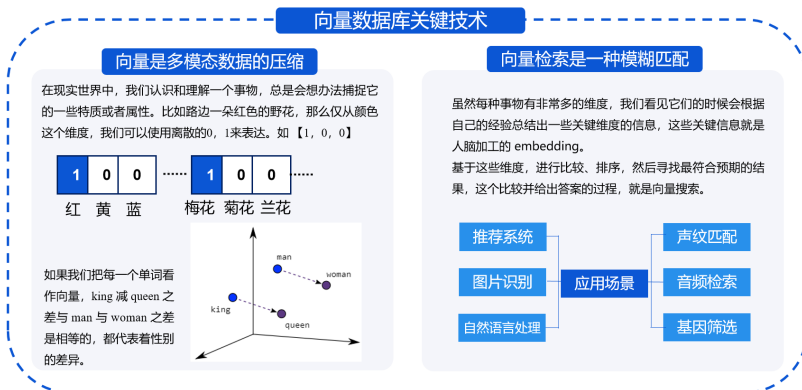 向量数据库关键技术
向量是多模态数据的压缩
在现实世界中，我们认识和理解一个事物，总是会想办法捕捉它
的一些特质或者属性。比如路边一朵红色的野花，那么仅从颜色
这个维度，我们可以使用离散的0，1来表达。如 【1，0，0】
1 0 0 ...... 1 0 0 ......
红 黄 蓝 梅花 菊花 兰花
如果我们把每一个单词看
作向量，king 减 queen 之
差与 man 与 woman 之差
是相等的，都代表着性别
的差异。
man
woman
king
queen
向量检索是一种模糊匹配
虽然每种事物有非常多的维度，我们看见它们的时候会根据
自己的经验总结出一些关键维度的信息，这些关键信息就是
人脑加工的 embedding。
基于这些维度，进行比较、排序，然后寻找最符合预期的结
果，这个比较并给出答案的过程，就是向量搜索。
推荐系统
图片识别
自然语言处理
应用场景
声纹匹配
音频检索
基因筛选